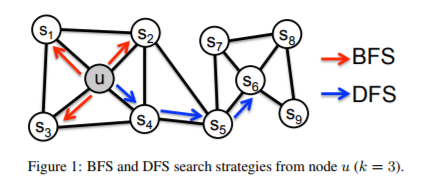 S1
S2
S7
S8
BFS
u
S6
DFS
S3
S4
S5
S9
Figure 1: BFS and DFS search strategies from node u (k = 3).